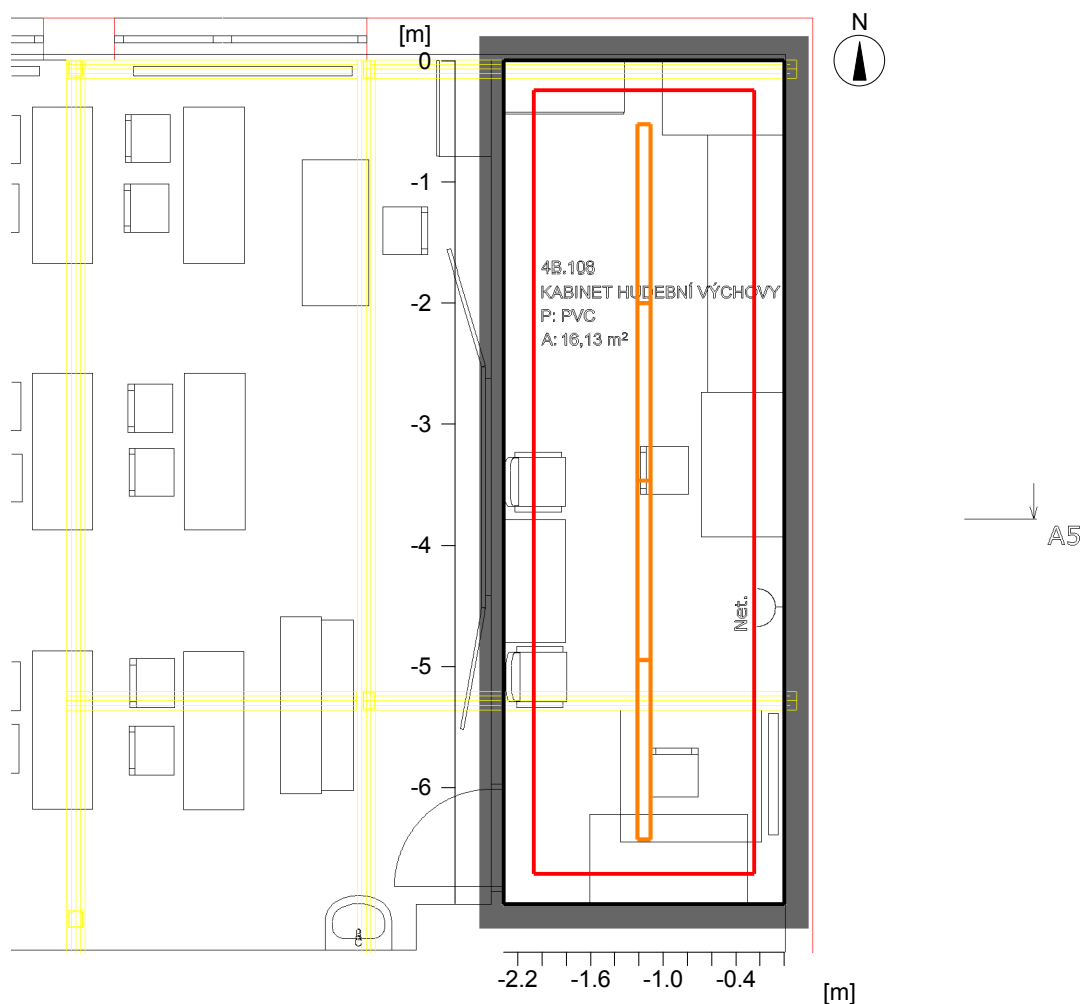 [m]
N
0
-1
-2
-3
-4
-5
-6
4B.108
KABINET HUDEBNÍ VÝCHOVY
P: PVC
A: 16,13 m²
A5
Net.
-2.2 -1.6 -1.0 -0.4
[m]